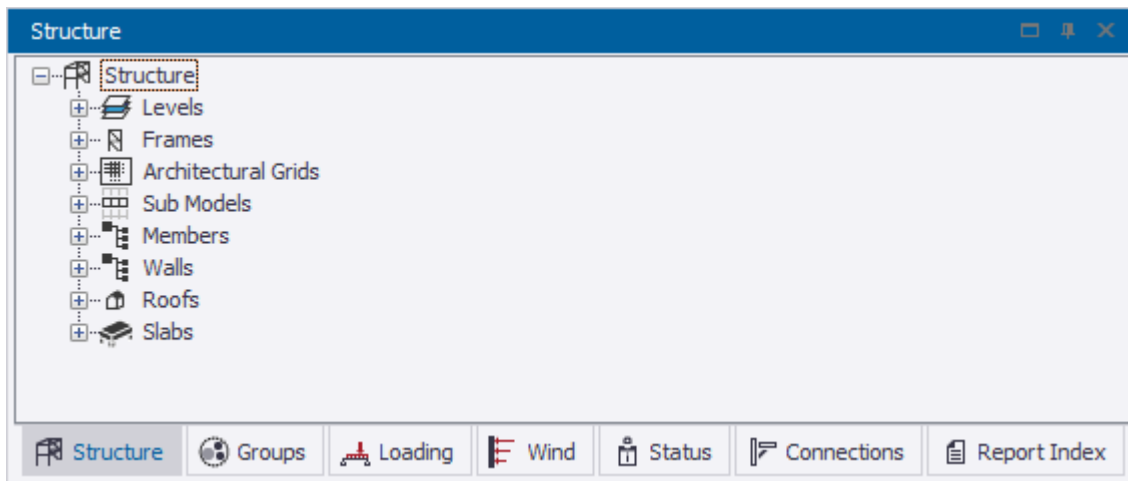 Structure
Structure
Levels
Frames
Architectural Grids
Sub Models
Members
Walls
Roofs
Slabs
Structure Groups Loading Wind Status Connections Report Index